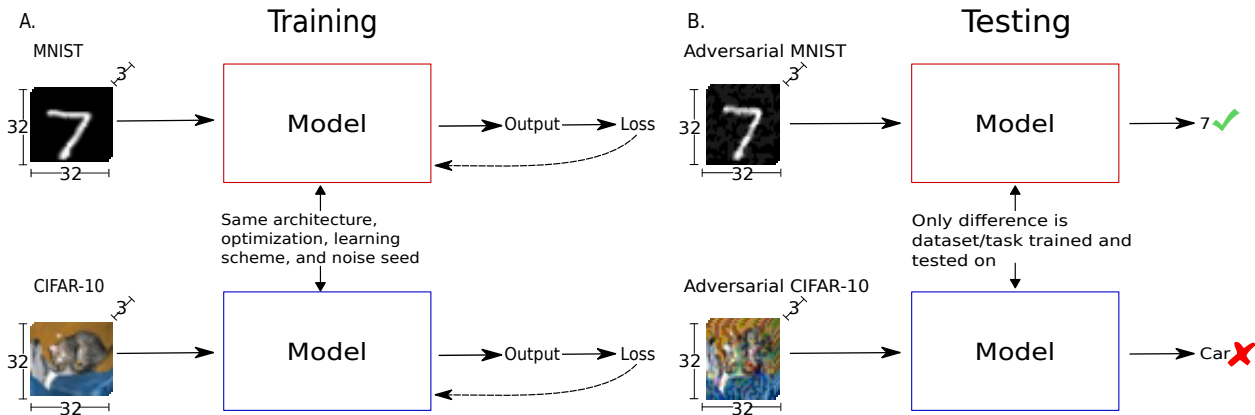 A.
Training
MNIST
3
32
32
Model
Output
Loss
Same architecture,
optimization, learning
scheme, and noise seed
CIFAR-10
3
32
32
Model
Output
Loss
B.
Testing
Adversarial MNIST
3
32
32
Model
7
Only difference is
dataset/task trained and
tested on
Adversarial CIFAR-10
3
32
32
Model
Car